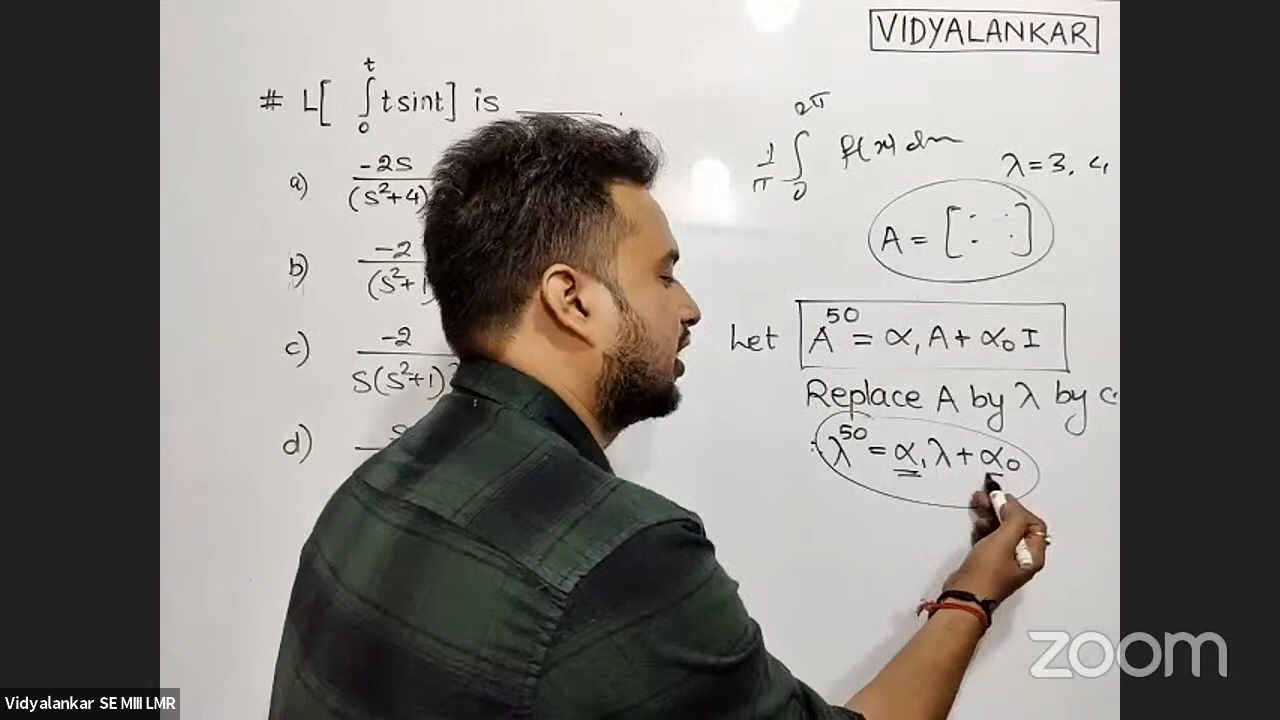 VIDYALANKAR
# L[ ∫₀ᵗ t sint] is ____.
a) -2S / (S²+4)
b) -2 / (S²+1)
c) -2 / S(S²+1)
d) S
1/π ∫₀^2π f(x) dx
λ = 3, 4
A = [ ]
Let A⁵⁰ = α₁A + α₀I
Replace A by λ by
∴ λ⁵⁰ = α₁λ + α₀
zoom
Vidyalankar SE MIII LMR